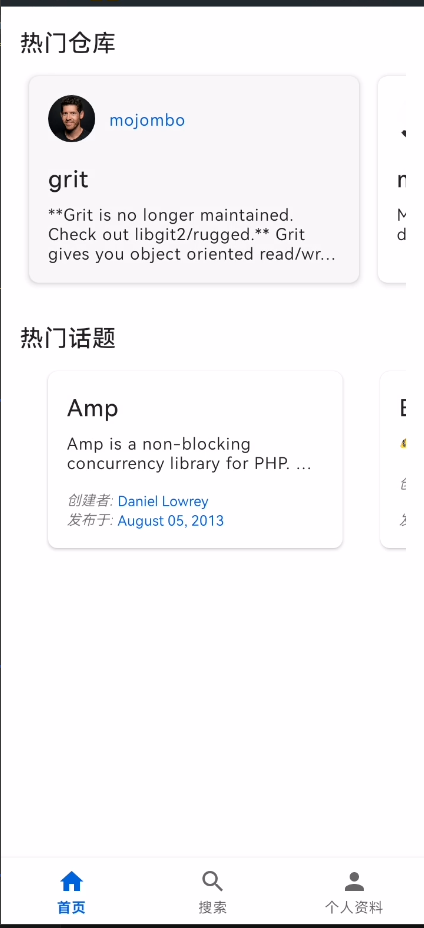 热门仓库
mojombo
grit
**Grit is no longer maintained.
Check out libgit2/rugged.** Grit
gives you object oriented read/wr...
热门话题
Amp
Amp is a non-blocking
concurrency library for PHP. ...
创建者: Daniel Lowrey
发布于: August 05, 2013
首页
搜索
个人资料